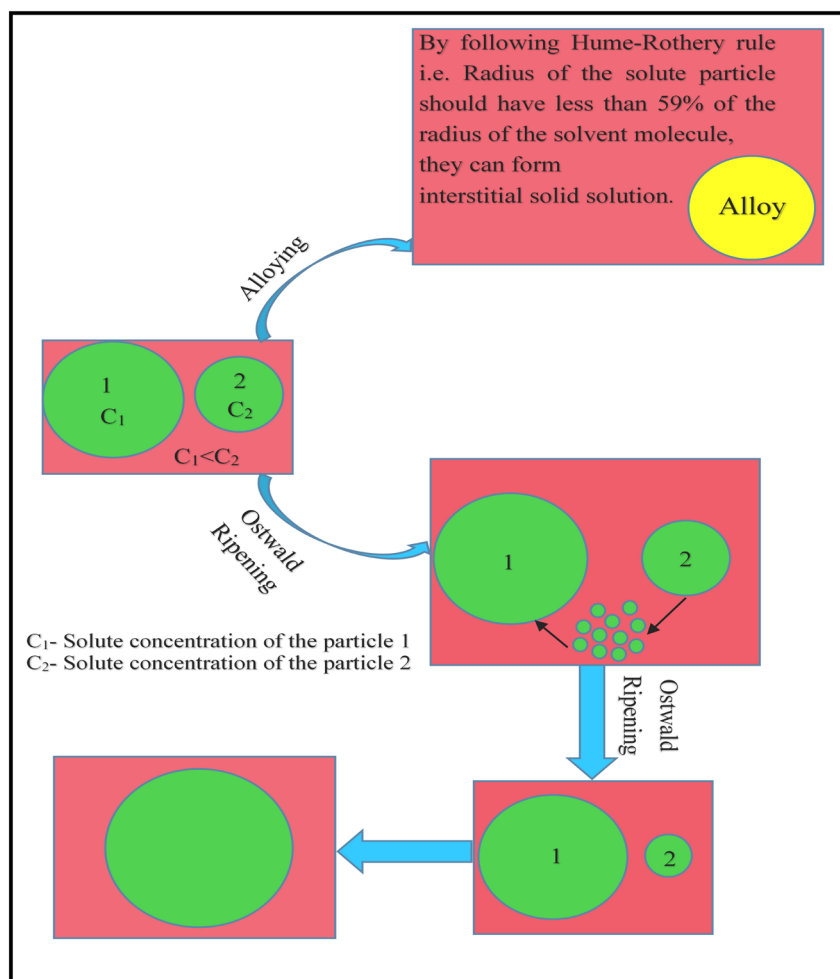 By following Hume-Rothery rule
i.e. Radius of the solute particle
should have less than 59% of the
radius of the solvent molecule,
they can form
interstitial solid solution.
Alloy
Alloying
1
C₁
2
C₂
C₁<C₂
Ostwald
Ripening
1
2
C₁- Solute concentration of the particle 1
C₂- Solute concentration of the particle 2
Ostwald
Ripening
1
2